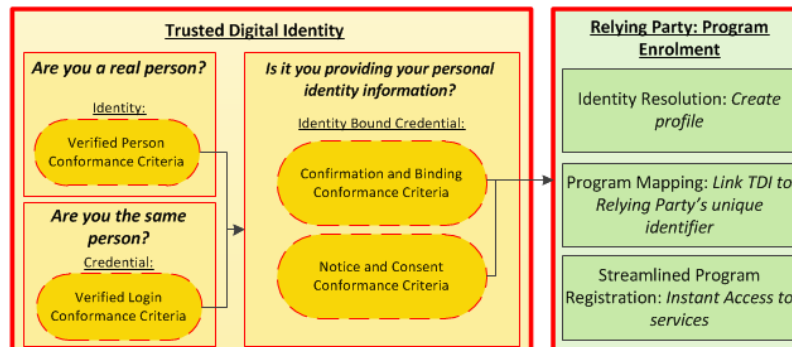 Trusted Digital Identity
Are you a real person?
Identity:
Verified Person
Conformance Criteria
Are you the same
person?
Credential:
Verified Login
Conformance Criteria
Is it you providing your personal
identity information?
Identity Bound Credential:
Confirmation and Binding
Conformance Criteria
Notice and Consent
Conformance Criteria
Relying Party: Program
Enrolment
Identity Resolution: Create
profile
Program Mapping: Link TDI to
Relying Party's unique
identifier
Streamlined Program
Registration: Instant Access to
services